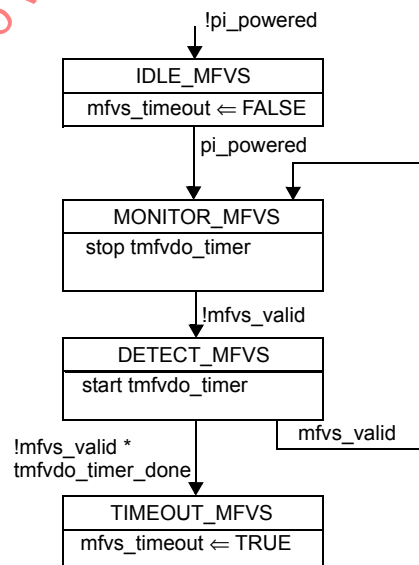 !pi_powered
IDLE_MFVS
mfvs_timeout ⇐ FALSE
pi_powered
MONITOR_MFVS
stop tmfvdo_timer
!mfvs_valid
DETECT_MFVS
start tmfvdo_timer
mfvs_valid
!mfvs_valid *
tmfvdo_timer_done
TIMEOUT_MFVS
mfvs_timeout ⇐ TRUE